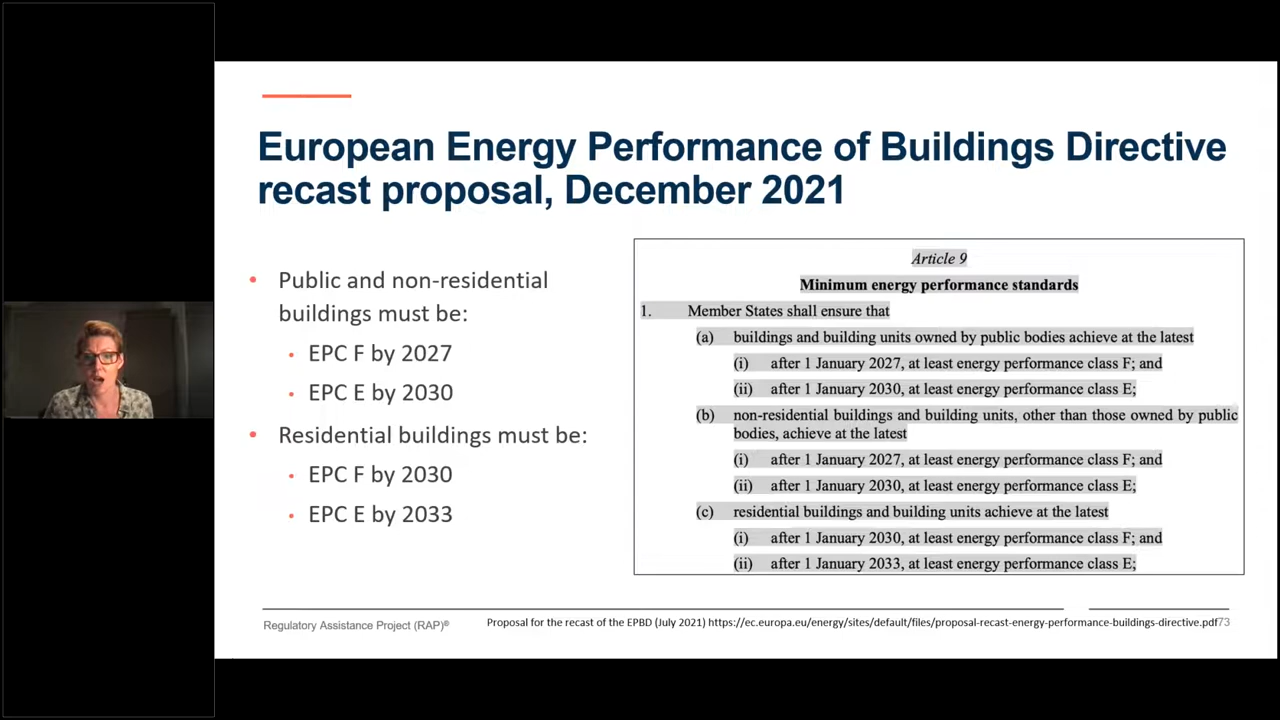 European Energy Performance of Buildings Directive
recast proposal, December 2021
• Public and non-residential
buildings must be:
• EPC F by 2027
• EPC E by 2030
• Residential buildings must be:
• EPC F by 2030
• EPC E by 2033
Article 9
Minimum energy performance standards
1. Member States shall ensure that
(a) buildings and building units owned by public bodies achieve at the latest
(i) after 1 January 2027, at least energy performance class F; and
(ii) after 1 January 2030, at least energy performance class E;
(b) non-residential buildings and building units, other than those owned by public
bodies, achieve at the latest
(i) after 1 January 2027, at least energy performance class F; and
(ii) after 1 January 2030, at least energy performance class E;
(c) residential buildings and building units achieve at the latest
(i) after 1 January 2030, at least energy performance class F; and
(ii) after 1 January 2033, at least energy performance class E;
Regulatory Assistance Project (RAP)®
Proposal for the recast of the EPBD (July 2021) https://ec.europa.eu/energy/sites/default/files/proposal-recast-energy-performance-buildings-directive.pdf
73